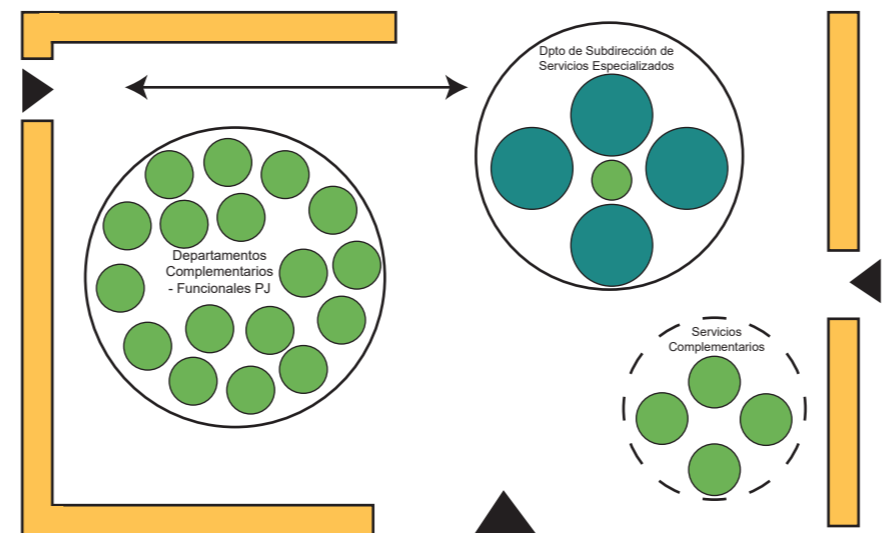 Dpto de Subdirección de
Servicios Especializados
Departamentos
Complementarios
- Funcionales PJ
Servicios
Complementarios